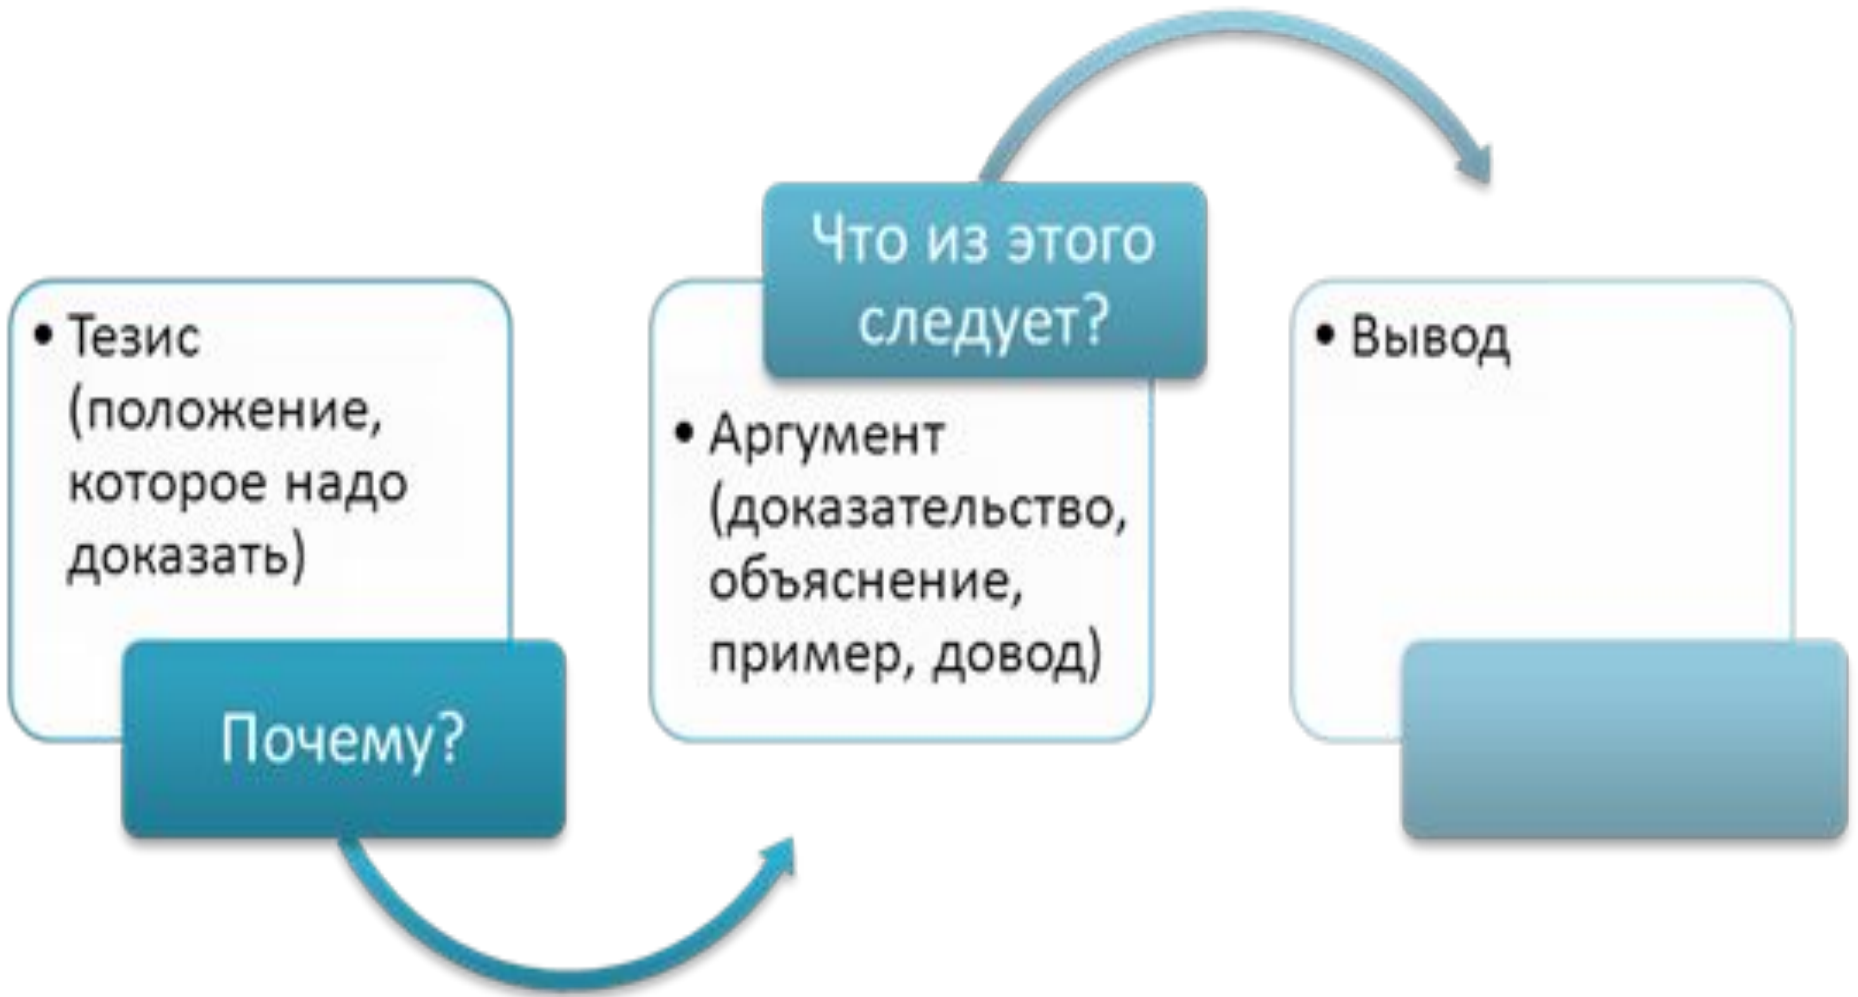 • Тезис
(положение,
которое надо
доказать)
Почему?
Что из этого
следует?
• Аргумент
(доказательство,
объяснение,
пример, довод)
• Вывод